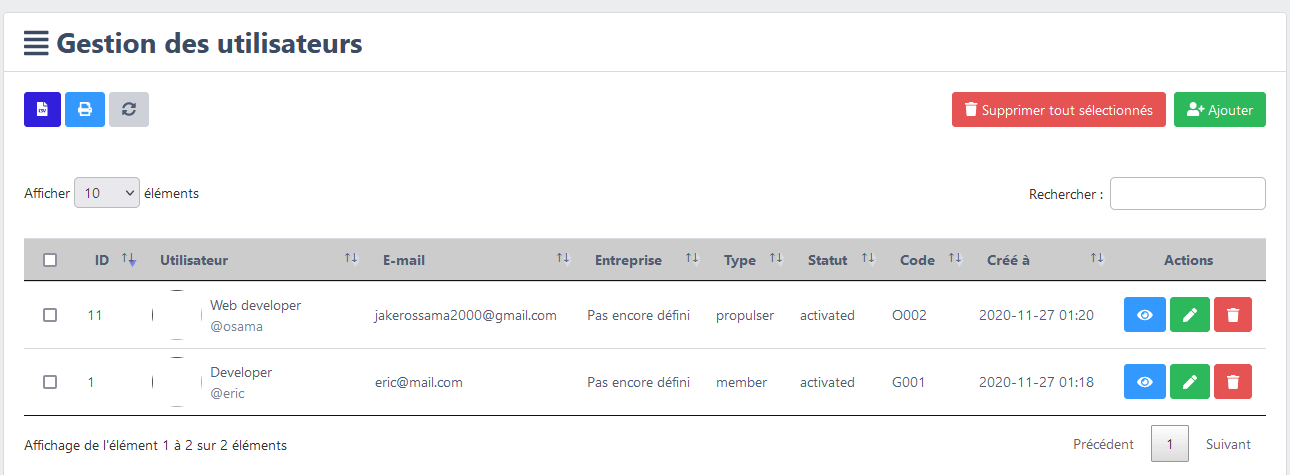 Gestion des utilisateurs
CSV
Supprimer tout sélectionnés
Ajouter
Afficher 10 éléments
Rechercher :
ID Utilisateur E-mail Entreprise Type Statut Code Créé à Actions
11 Web developer jakerossama2000@gmail.com Pas encore défini propulser activated O002 2020-11-27 01:20
@osama
1 Developer eric@mail.com Pas encore défini member activated G001 2020-11-27 01:18
@eric
Affichage de l'élément 1 à 2 sur 2 éléments
Précédent 1 Suivant